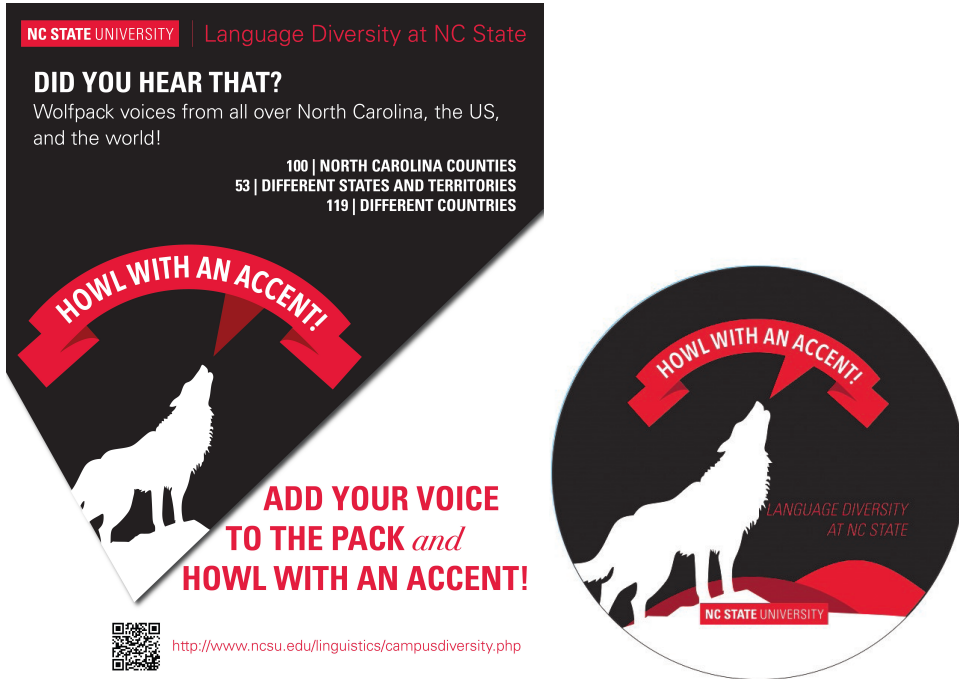 NC STATE UNIVERSITY | Language Diversity at NC State
DID YOU HEAR THAT?
Wolfpack voices from all over North Carolina, the US,
and the world!
100 | NORTH CAROLINA COUNTIES
53 | DIFFERENT STATES AND TERRITORIES
119 | DIFFERENT COUNTRIES
HOWL WITH AN ACCENT!
ADD YOUR VOICE
TO THE PACK and
HOWL WITH AN ACCENT!
http://www.ncsu.edu/linguistics/campusdiversity.php
HOWL WITH AN ACCENT!
LANGUAGE DIVERSITY
AT NC STATE
NC STATE UNIVERSITY